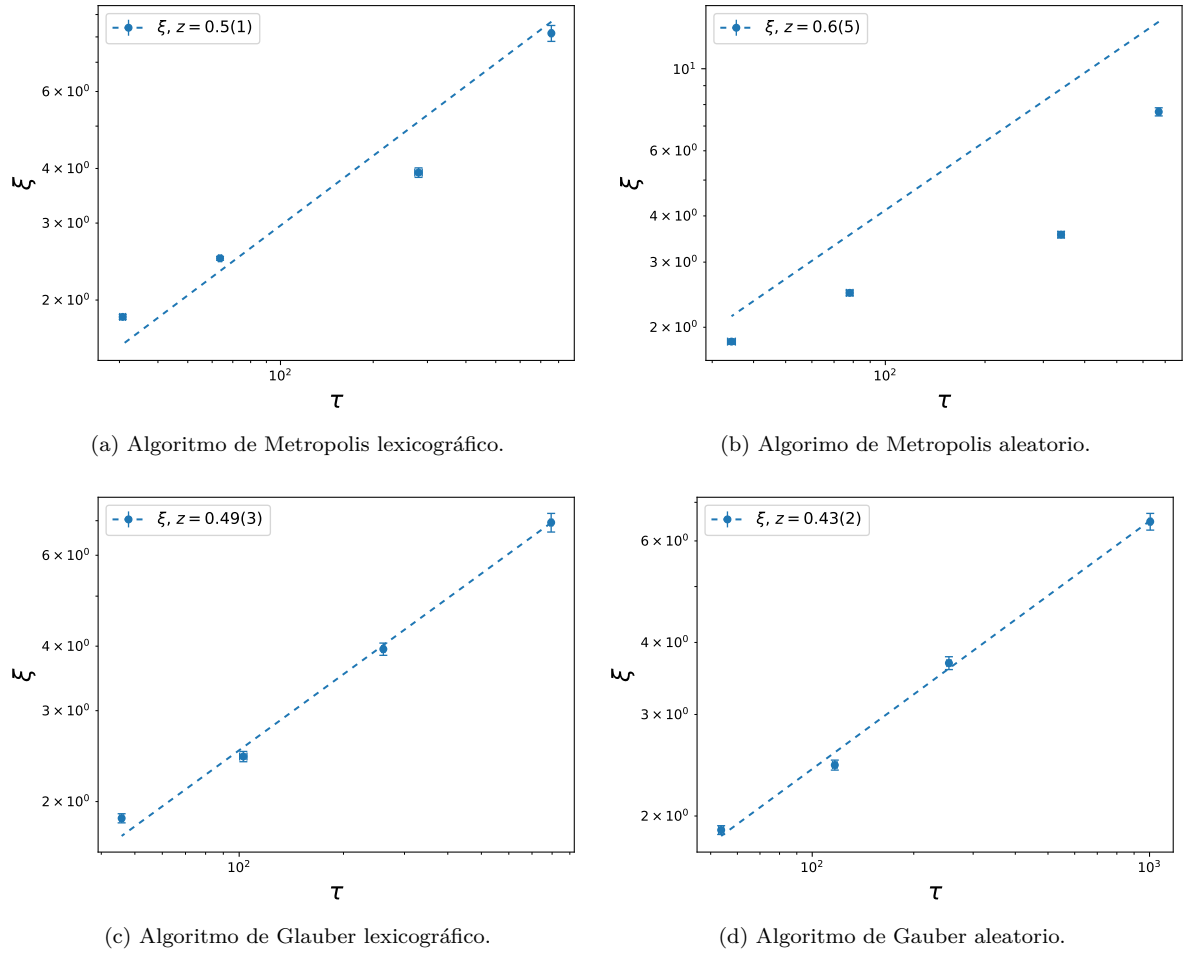 ξ, z = 0.5(1)
6 × 10⁰
4 × 10⁰
3 × 10⁰
2 × 10⁰
ξ
10²
τ
(a) Algoritmo de Metropolis lexicográfico.
ξ, z = 0.6(5)
10¹
6 × 10⁰
4 × 10⁰
3 × 10⁰
2 × 10⁰
ξ
10²
τ
(b) Algorimo de Metropolis aleatorio.
ξ, z = 0.49(3)
6 × 10⁰
4 × 10⁰
3 × 10⁰
2 × 10⁰
ξ
10²
τ
(c) Algoritmo de Glauber lexicográfico.
ξ, z = 0.43(2)
6 × 10⁰
4 × 10⁰
3 × 10⁰
2 × 10⁰
ξ
10² 10³
τ
(d) Algoritmo de Gauber aleatorio.